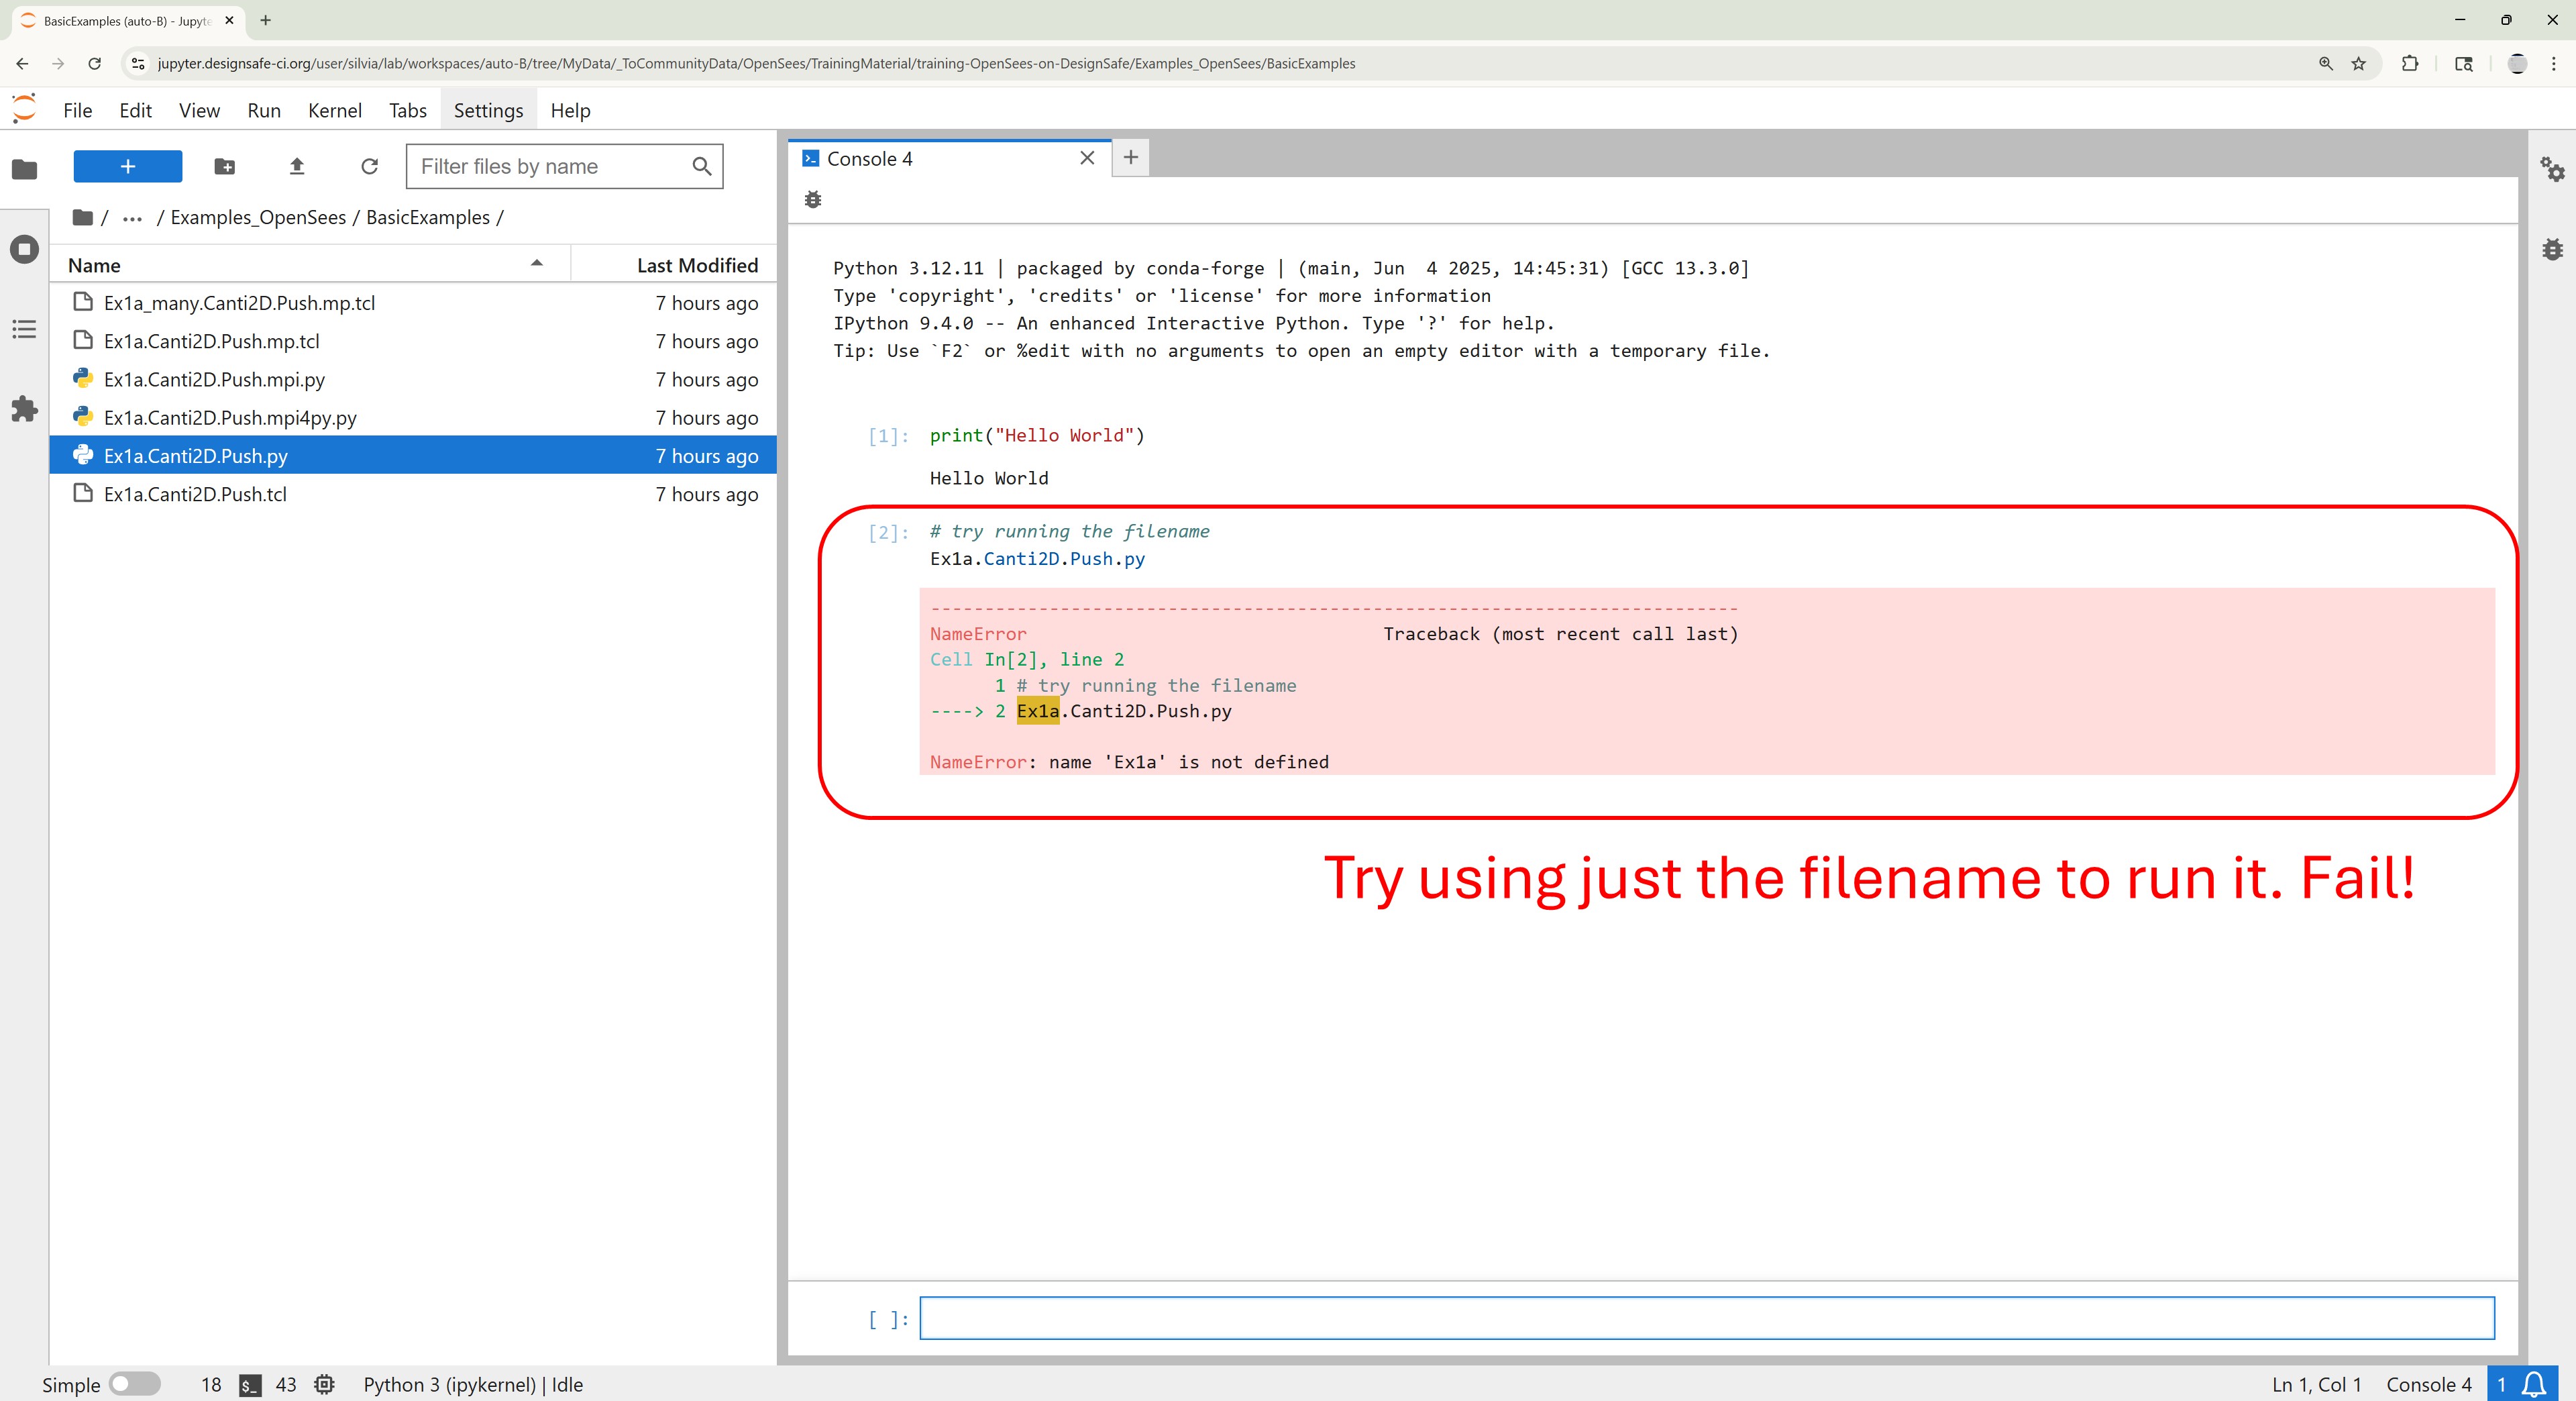 BasicExamples (auto-B) - Jupyte
jupyter.designsafe-ci.org/user/silvia/lab/workspaces/auto-B/tree/MyData/_ToCommunityData/OpenSees/TrainingMaterial/training-OpenSees-on-DesignSafe/Examples_OpenSees/BasicExamples
File Edit View Run Kernel Tabs Settings Help
+ Filter files by name
/ ... / Examples_OpenSees / BasicExamples /
Name Last Modified
Ex1a_many.Canti2D.Push.mp.tcl 7 hours ago
Ex1a.Canti2D.Push.mp.tcl 7 hours ago
Ex1a.Canti2D.Push.mpi.py 7 hours ago
Ex1a.Canti2D.Push.mpi4py.py 7 hours ago
Ex1a.Canti2D.Push.py 7 hours ago
Ex1a.Canti2D.Push.tcl 7 hours ago
Console 4
Python 3.12.11 | packaged by conda-forge | (main, Jun  4 2025, 14:45:31) [GCC 13.3.0]
Type 'copyright', 'credits' or 'license' for more information
IPython 9.4.0 -- An enhanced Interactive Python. Type '?' for help.
Tip: Use `F2` or %edit with no arguments to open an empty editor with a temporary file.
[1]: print("Hello World")
Hello World
[2]: # try running the filename
Ex1a.Canti2D.Push.py
---------------------------------------------------------------------------
NameError                                 Traceback (most recent call last)
Cell In[2], line 2
      1 # try running the filename
----> 2 Ex1a.Canti2D.Push.py
NameError: name 'Ex1a' is not defined
Try using just the filename to run it. Fail!
[ ]:
Simple 18 $_ 43 Python 3 (ipykernel) | Idle Ln 1, Col 1 Console 4 1